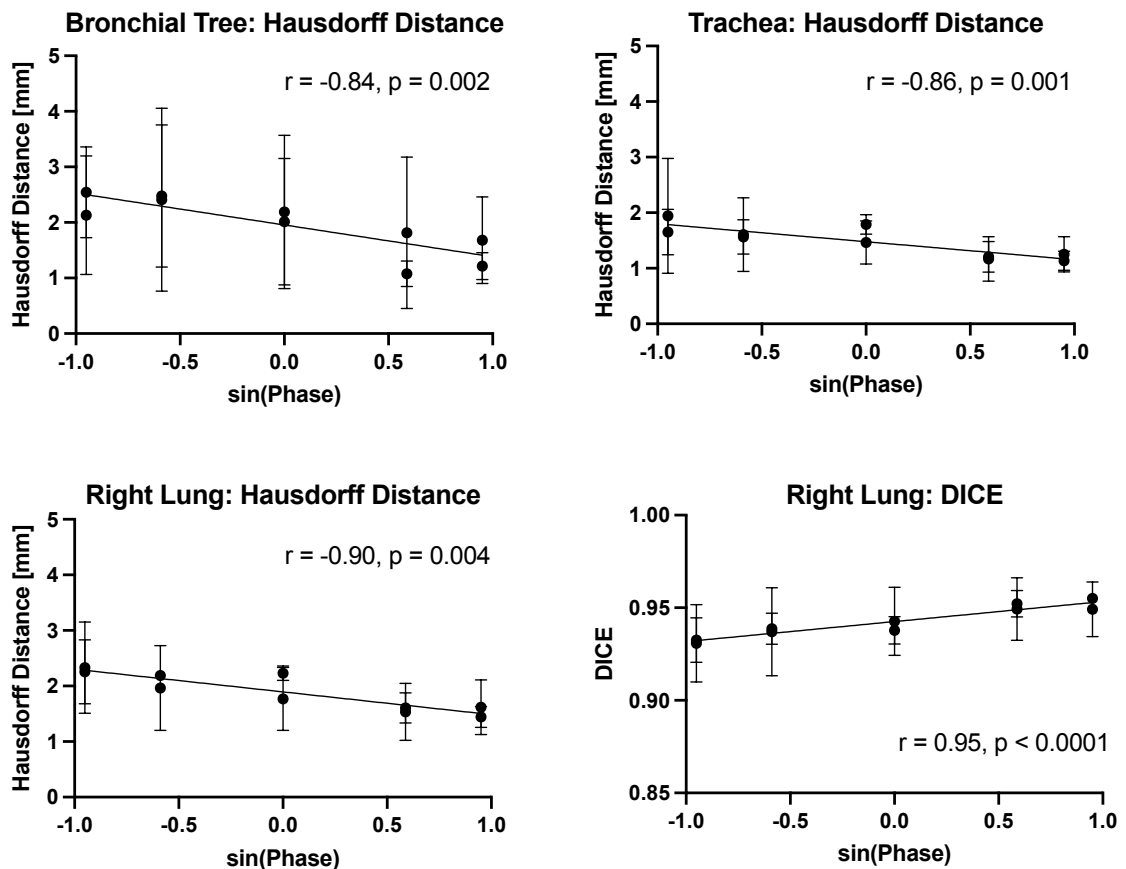 Bronchial Tree: Hausdorff Distance
Hausdorff Distance [mm]
r = -0.84, p = 0.002
5
4
3
2
1
0
-1.0 -0.5 0.0 0.5 1.0
sin(Phase)
Trachea: Hausdorff Distance
Hausdorff Distance [mm]
r = -0.86, p = 0.001
5
4
3
2
1
0
-1.0 -0.5 0.0 0.5 1.0
sin(Phase)
Right Lung: Hausdorff Distance
Hausdorff Distance [mm]
r = -0.90, p = 0.004
5
4
3
2
1
0
-1.0 -0.5 0.0 0.5 1.0
sin(Phase)
Right Lung: DICE
DICE
1.00
0.95
0.90
0.85
r = 0.95, p < 0.0001
-1.0 -0.5 0.0 0.5 1.0
sin(Phase)